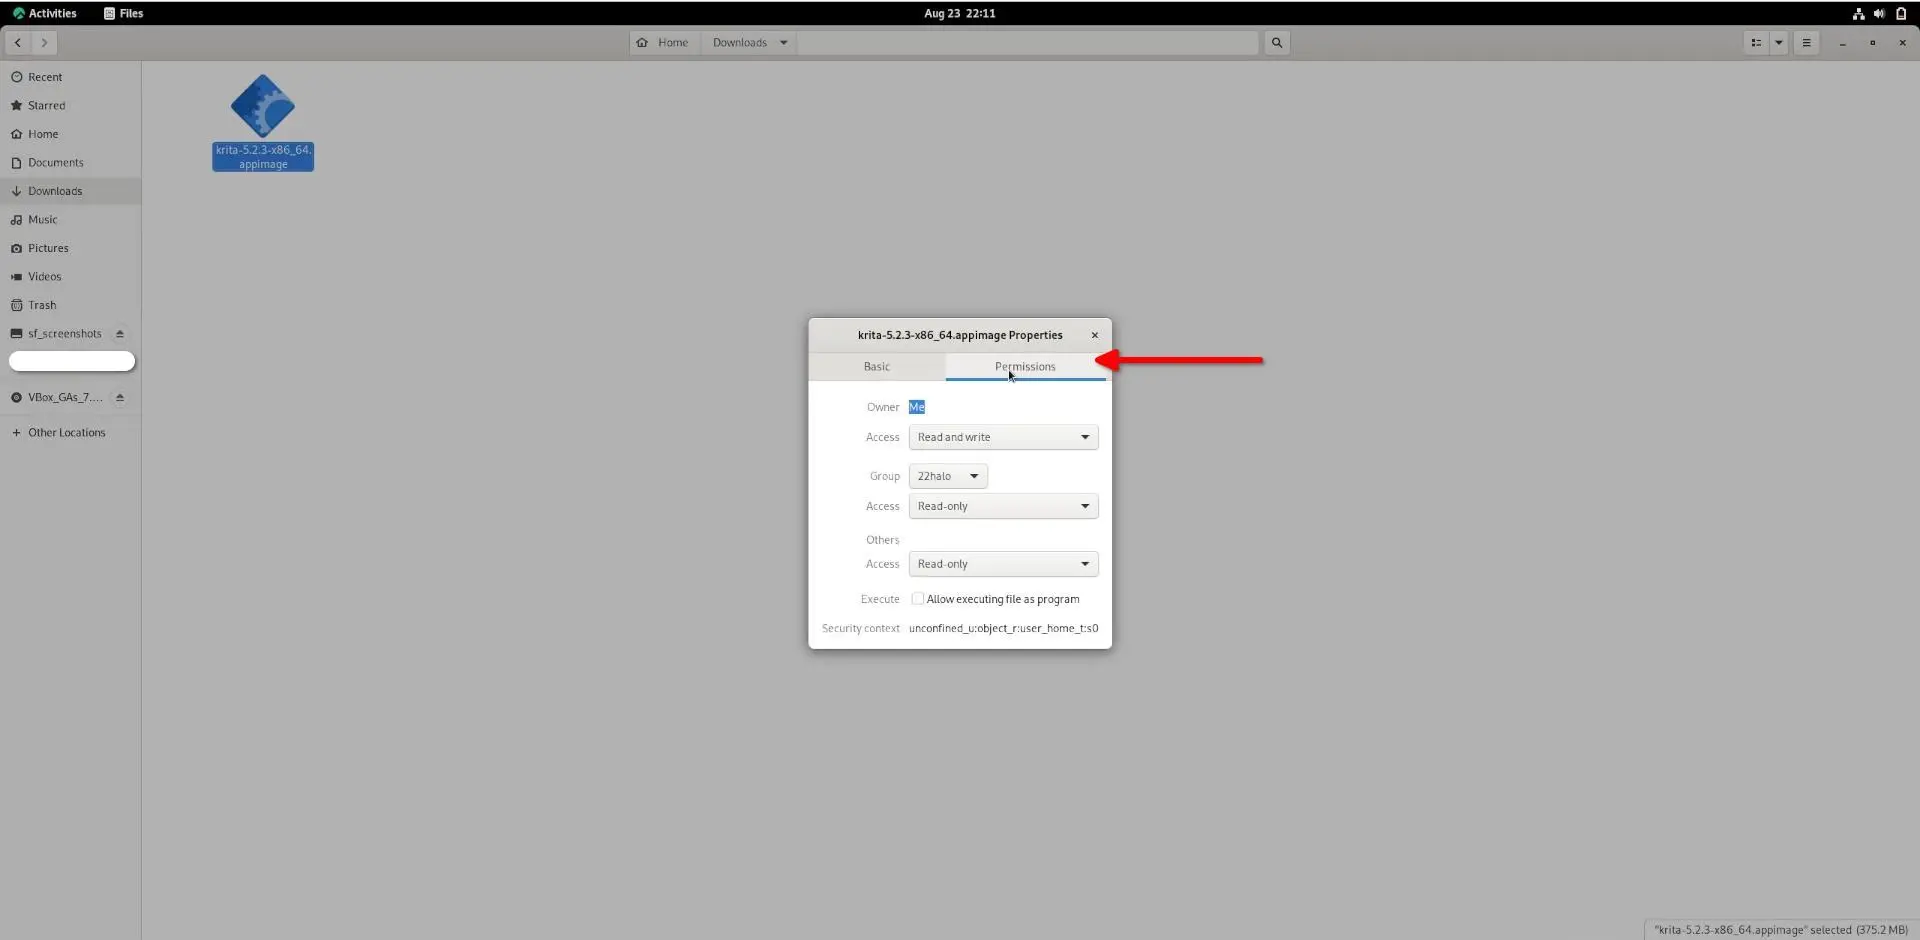 Activities
Files
Aug 23 22:11
Home
Downloads
Recent
Starred
Home
Documents
Downloads
Music
Pictures
Videos
Trash
sf_screenshots
VBox_GAs_7....
Other Locations
krita-5.2.3-x86_64.
appimage
krita-5.2.3-x86_64.appimage Properties
Basic
Permissions
Owner Me
Access Read and write
Group 22halo
Access Read-only
Others
Access Read-only
Execute Allow executing file as program
Security context unconfined_u:object_r:user_home_t:s0
"krita-5.2.3-x86_64.appimage" selected (375.2 MB)